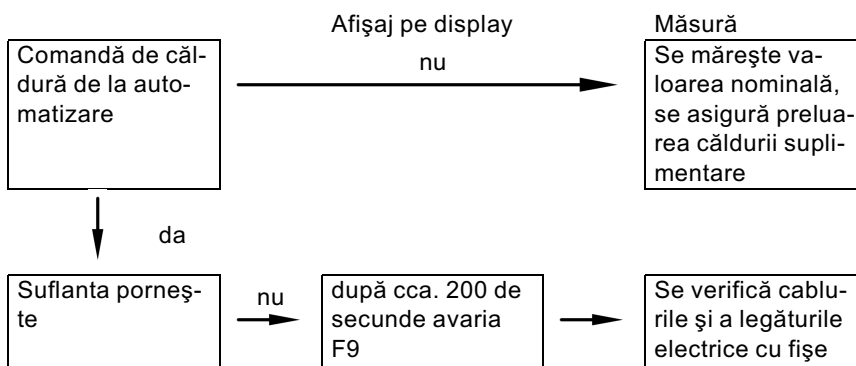 Afişaj pe display
Măsură
Comandă de căl-
dură de la auto-
matizare
nu
Se măreşte va-
loarea nominală,
se asigură prelua-
rea căldurii supli-
mentare
da
Suflanta porneş-
te
nu
după cca. 200 de
secunde avaria
F9
Se verifică cablu-
rile şi a legăturile
electrice cu fişe